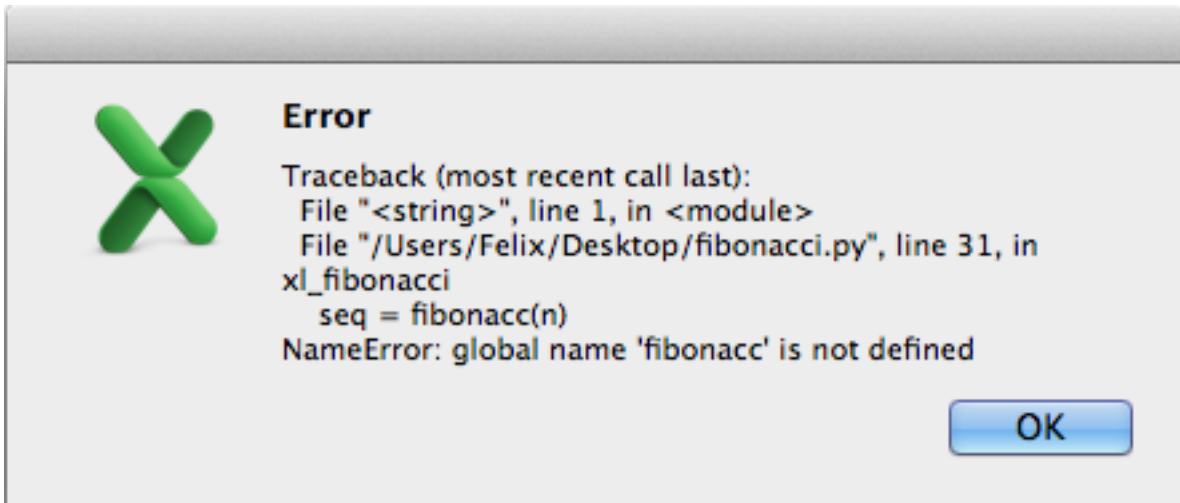 Error
Traceback (most recent call last):
File "<string>", line 1, in <module>
File "/Users/Felix/Desktop/fibonacci.py", line 31, in
xl_fibonacci
seq = fibonacc(n)
NameError: global name 'fibonacc' is not defined
OK